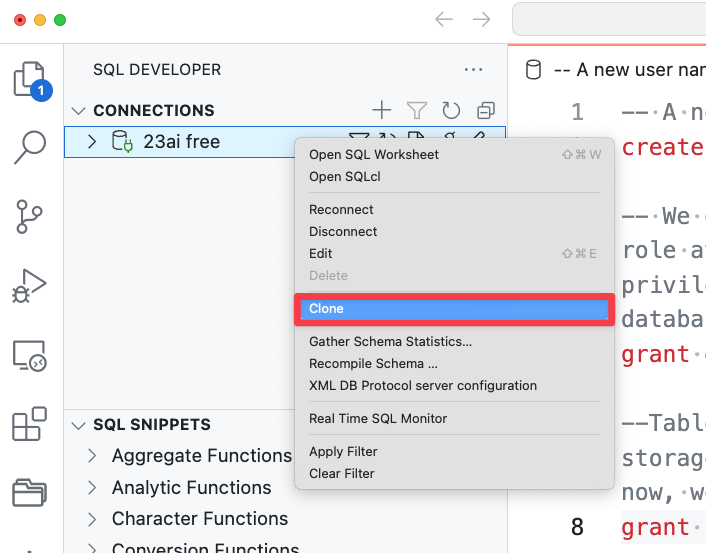 1
SQL DEVELOPER
CONNECTIONS
23ai free
Open SQL Worksheet ⇧⌘W
Open SQLcl
Reconnect
Disconnect
Edit ⇧⌘E
Delete
Clone
Gather Schema Statistics...
Recompile Schema ...
XML DB Protocol server configuration
Real Time SQL Monitor
Apply Filter
Clear Filter
SQL SNIPPETS
Aggregate Functions
Analytic Functions
Character Functions
Conversion Functions
-- A new user nam
1 -- A ne
create
-- We
role a
privil
databa
grant
--Tabl
storag
now, w
8 grant